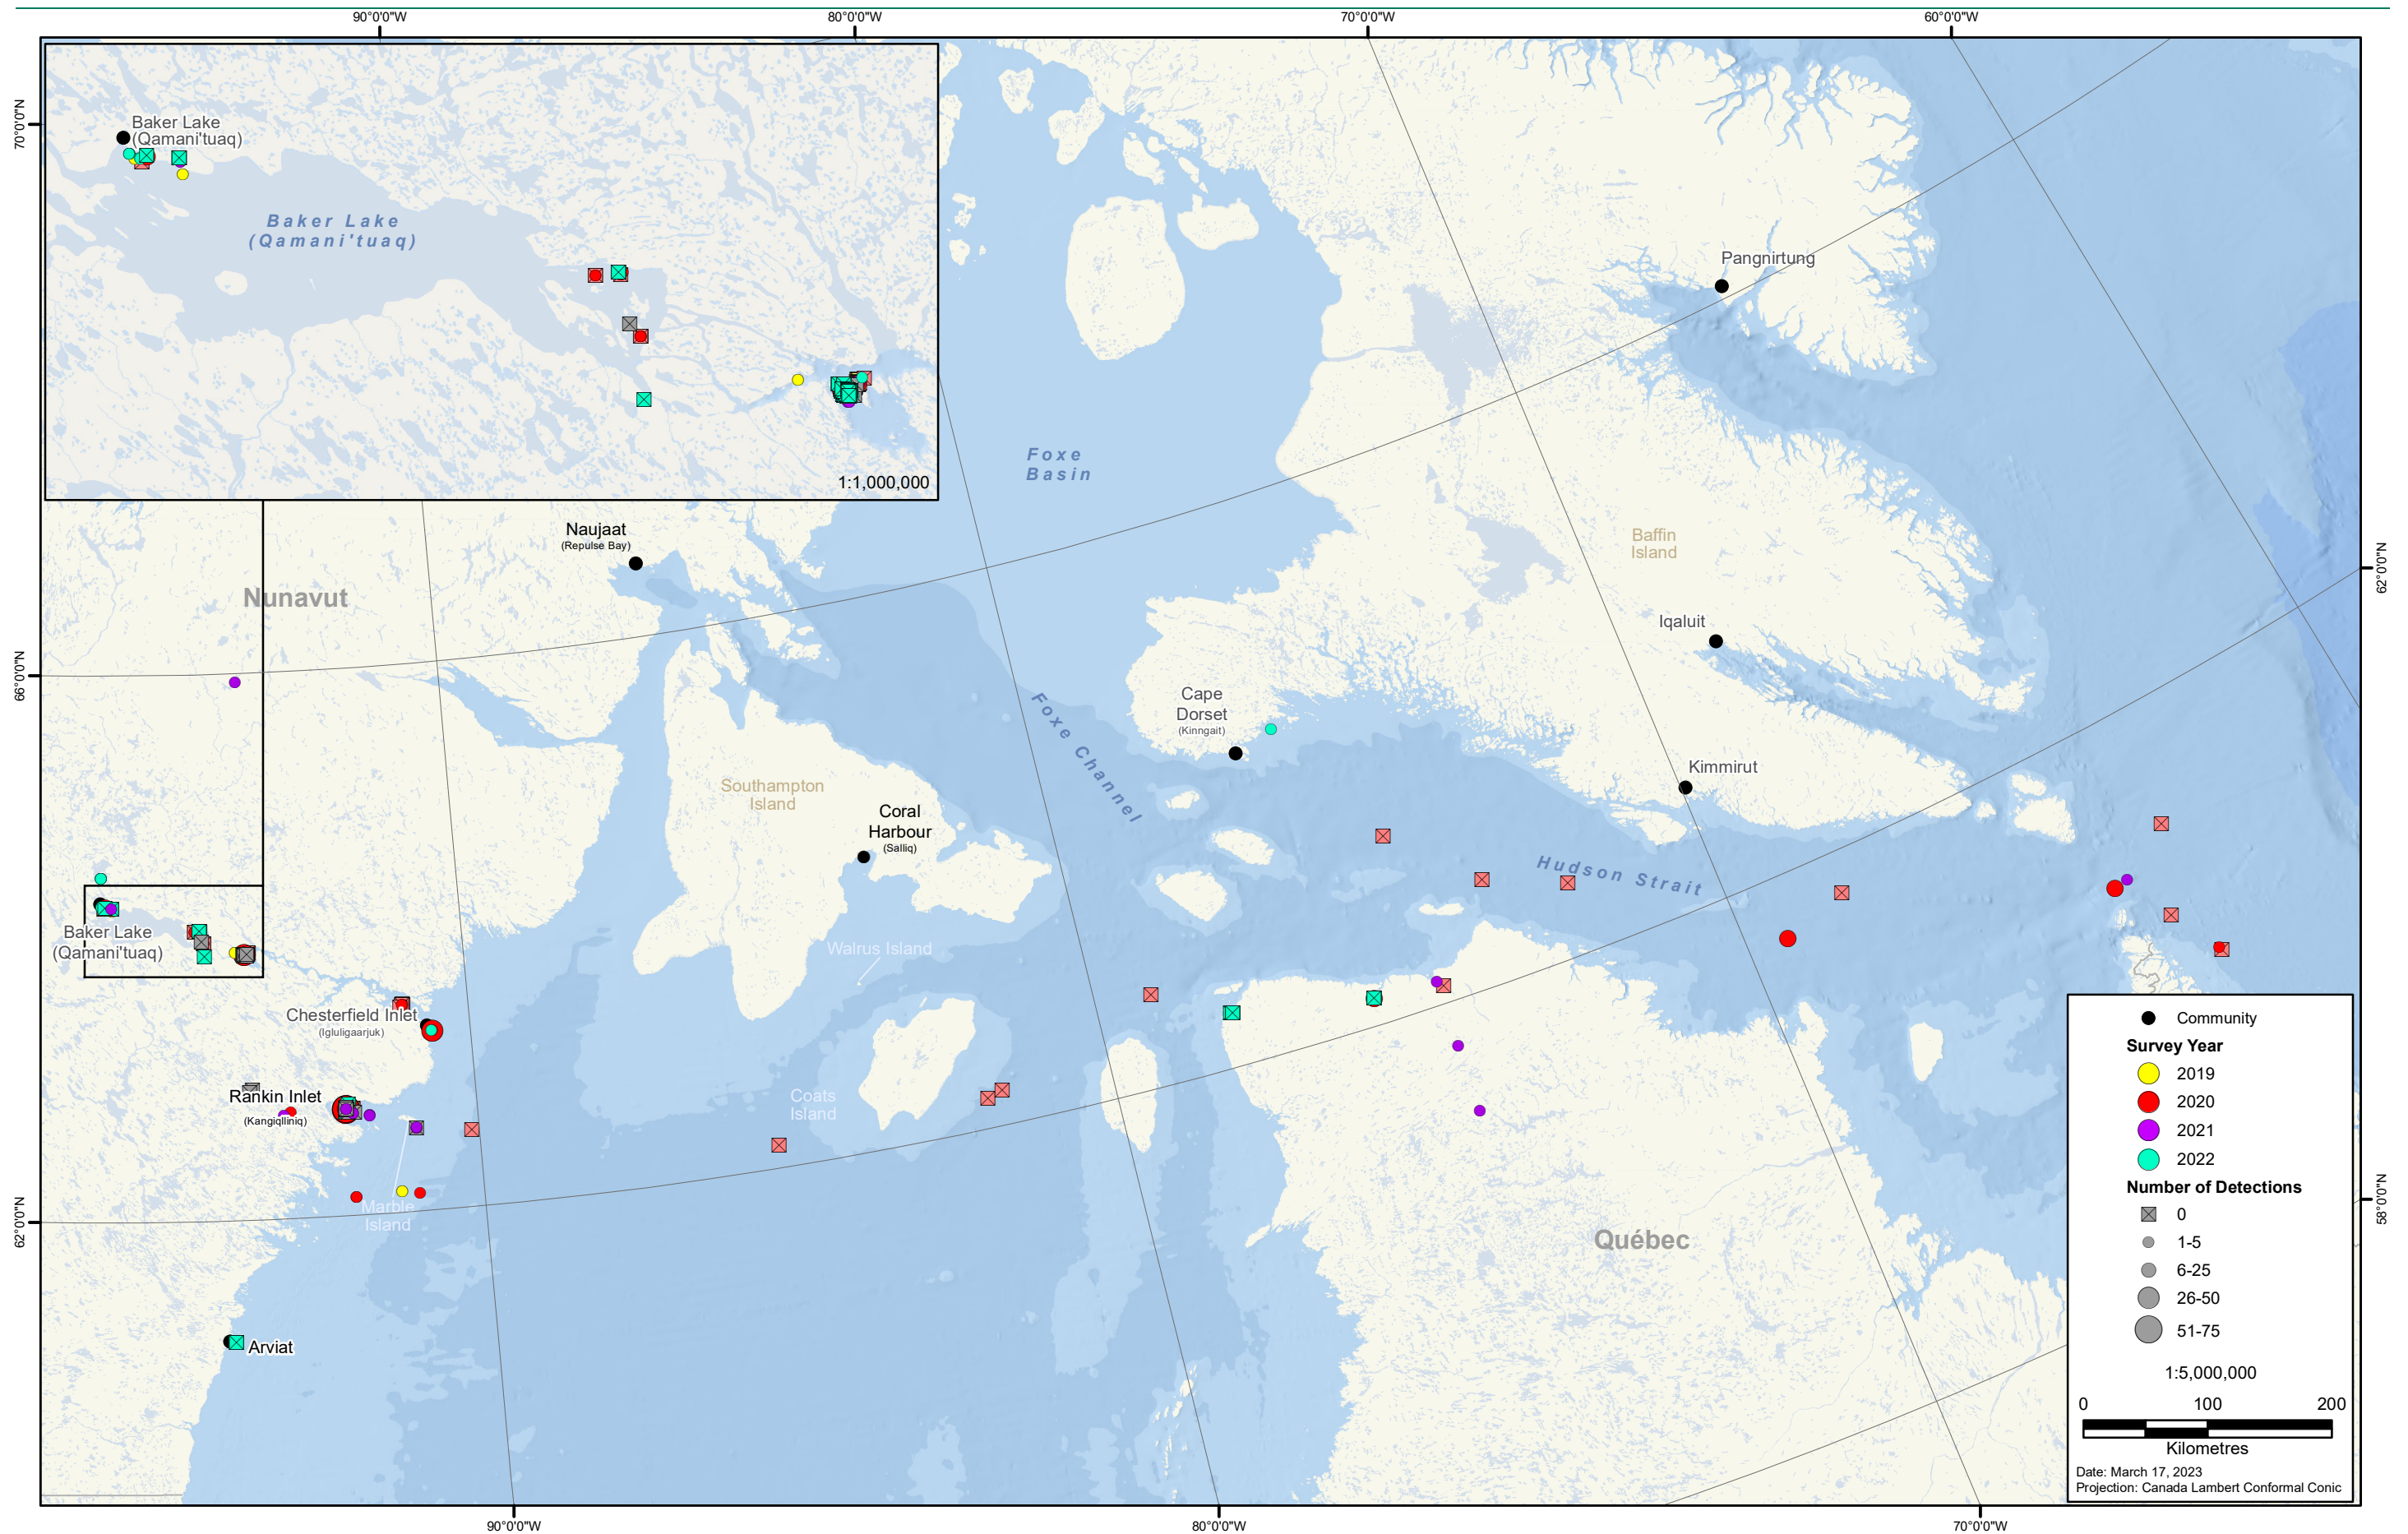 90°0'0"W
80°0'0"W
70°0'0"W
60°0'0"W
70°0'0"N
66°0'0"N
62°0'0"N
62°0'0"N
58°0'0"N
Baker Lake
(Qamani'tuaq)
Baker Lake
(Qamani'tuaq)
1:1,000,000
Pangnirtung
Foxe
Basin
Naujaat
(Repulse Bay)
Baffin
Island
Nunavut
Iqaluit
Cape
Dorset
(Kinngait)
Foxe Channel
Kimmirut
Southampton
Island
Coral
Harbour
(Salliq)
Hudson Strait
Baker Lake
(Qamani'tuaq)
Walrus Island
Chesterfield Inlet
(Igluligaarjuk)
Rankin Inlet
(Kangiqlliniq)
Coats
Island
Marble
Island
Québec
Arviat
Community
Survey Year
2019
2020
2021
2022
Number of Detections
0
1-5
6-25
26-50
51-75
1:5,000,000
0 100 200
Kilometres
Date: March 17, 2023
Projection: Canada Lambert Conformal Conic
90°0'0"W
80°0'0"W
70°0'0"W